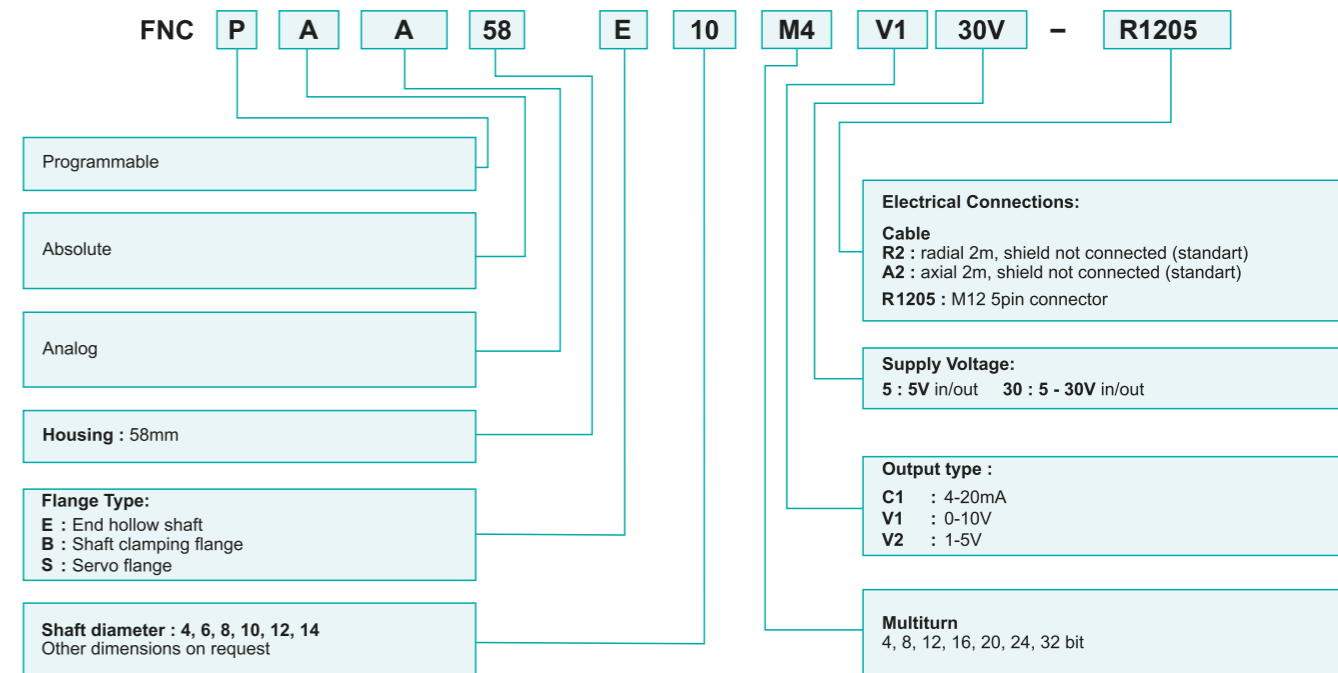 FNC P A A 58 E 10 M4 V1 30V – R1205
Programmable
Absolute
Analog
Housing : 58mm
Flange Type:
E : End hollow shaft
B : Shaft clamping flange
S : Servo flange
Shaft diameter : 4, 6, 8, 10, 12, 14
Other dimensions on request
Electrical Connections:
Cable
R2 : radial 2m, shield not connected (standart)
A2 : axial 2m, shield not connected (standart)
R1205 : M12 5pin connector
Supply Voltage:
5 : 5V in/out 30 : 5 - 30V in/out
Output type :
C1 : 4-20mA
V1 : 0-10V
V2 : 1-5V
Multiturn
4, 8, 12, 16, 20, 24, 32 bit